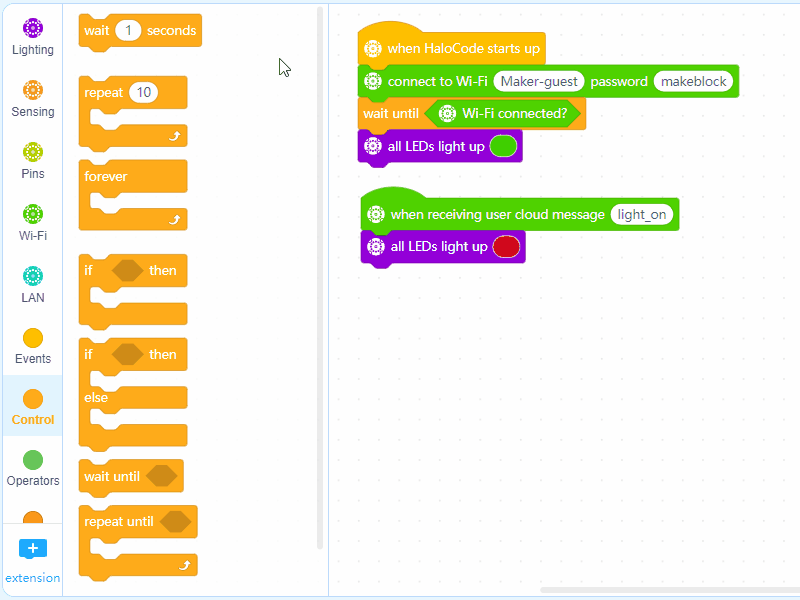 Lighting
Sensing
Pins
Wi-Fi
LAN
Events
Control
Operators
+
extension
wait 1 seconds
repeat 10
forever
if then
if then
else
wait until
repeat until
when HaloCode starts up
connect to Wi-Fi Maker-guest password makeblock
wait until Wi-Fi connected?
all LEDs light up
when receiving user cloud message light_on
all LEDs light up